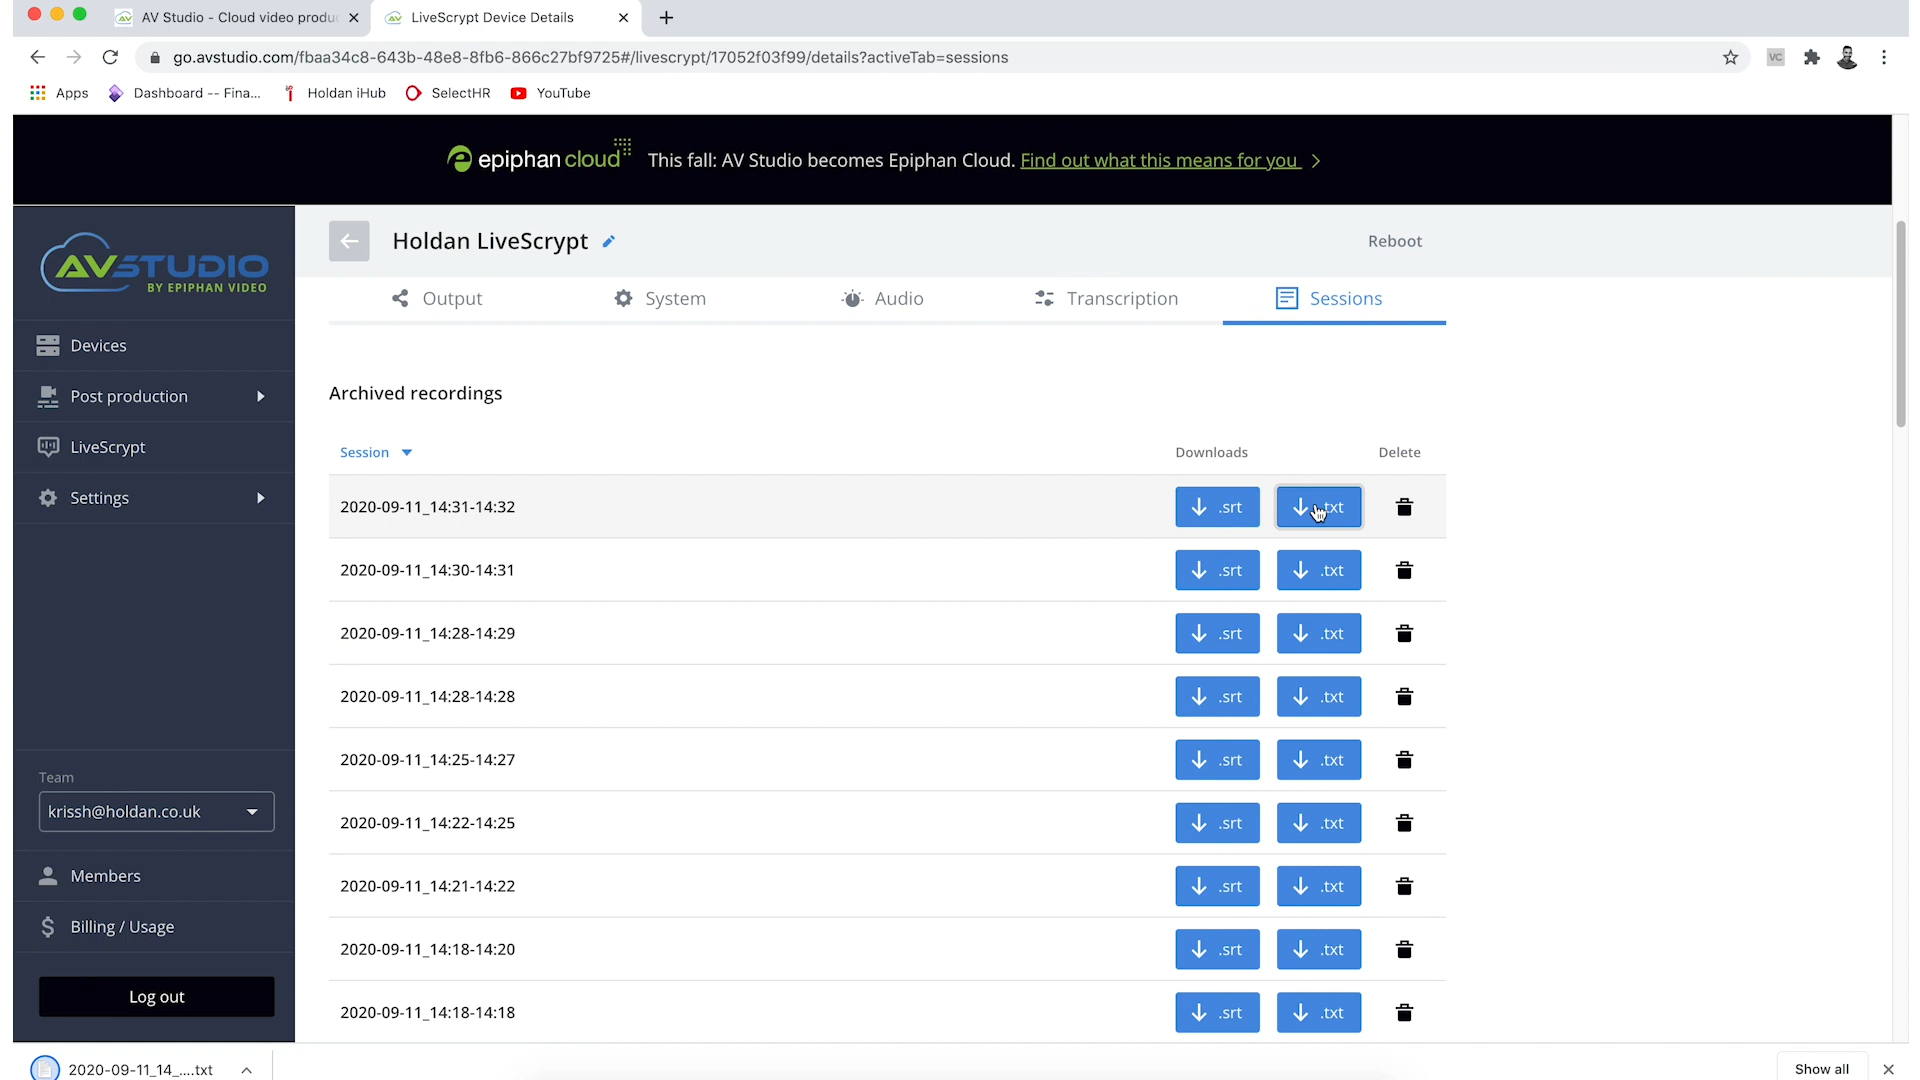 AV Studio - Cloud video produ
LiveScrypt Device Details
go.avstudio.com/fbaa34c8-643b-48e8-8fb6-866c27bf9725#/livescrypt/17052f03f99/details?activeTab=sessions
VC
Apps
Dashboard -- Fina...
Holdan iHub
SelectHR
YouTube
epiphan cloud
This fall: AV Studio becomes Epiphan Cloud. Find out what this means for you >
AVSTUDIO
BY EPIPHAN VIDEO
Holdan LiveScrypt
Reboot
Output
System
Audio
Transcription
Sessions
Devices
Post production
LiveScrypt
Settings
Archived recordings
Session
Downloads
Delete
2020-09-11_14:31-14:32 .srt .txt
2020-09-11_14:30-14:31 .srt .txt
2020-09-11_14:28-14:29 .srt .txt
2020-09-11_14:28-14:28 .srt .txt
2020-09-11_14:25-14:27 .srt .txt
2020-09-11_14:22-14:25 .srt .txt
2020-09-11_14:21-14:22 .srt .txt
2020-09-11_14:18-14:20 .srt .txt
2020-09-11_14:18-14:18 .srt .txt
Team
krissh@holdan.co.uk
Members
Billing / Usage
Log out
2020-09-11_14_....txt
Show all